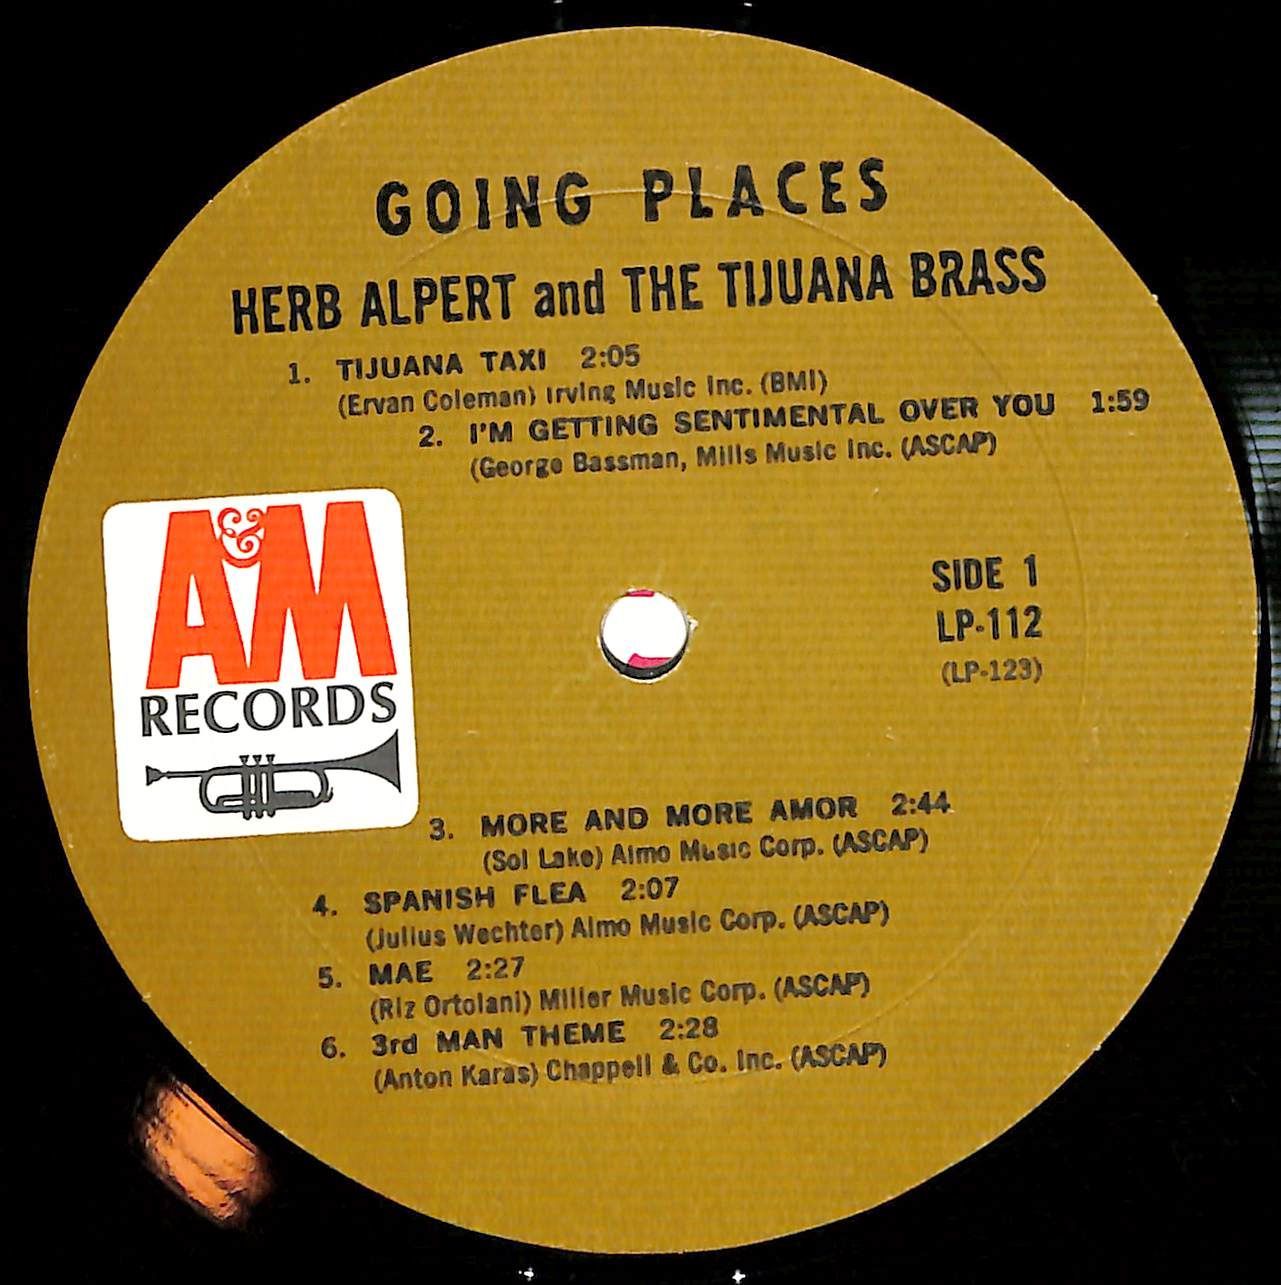 GOING PLACES
HERB ALPERT and THE TIJUANA BRASS
1. TIJUANA TAXI 2:05
(Ervan Coleman) Irving Music Inc. (BMI)
2. I'M GETTING SENTIMENTAL OVER YOU 1:59
(George Bassman, Mills Music Inc. (ASCAP)
A&M
RECORDS
SIDE 1
LP-112
(LP-123)
3. MORE AND MORE AMOR 2:44
(Sol Lake) Almo Music Corp. (ASCAP)
4. SPANISH FLEA 2:07
(Julius Wechter) Almo Music Corp. (ASCAP)
5. MAE 2:27
(Riz Ortolani) Miller Music Corp. (ASCAP)
6. 3rd MAN THEME 2:28
(Anton Karas) Chappell & Co. Inc. (ASCAP)